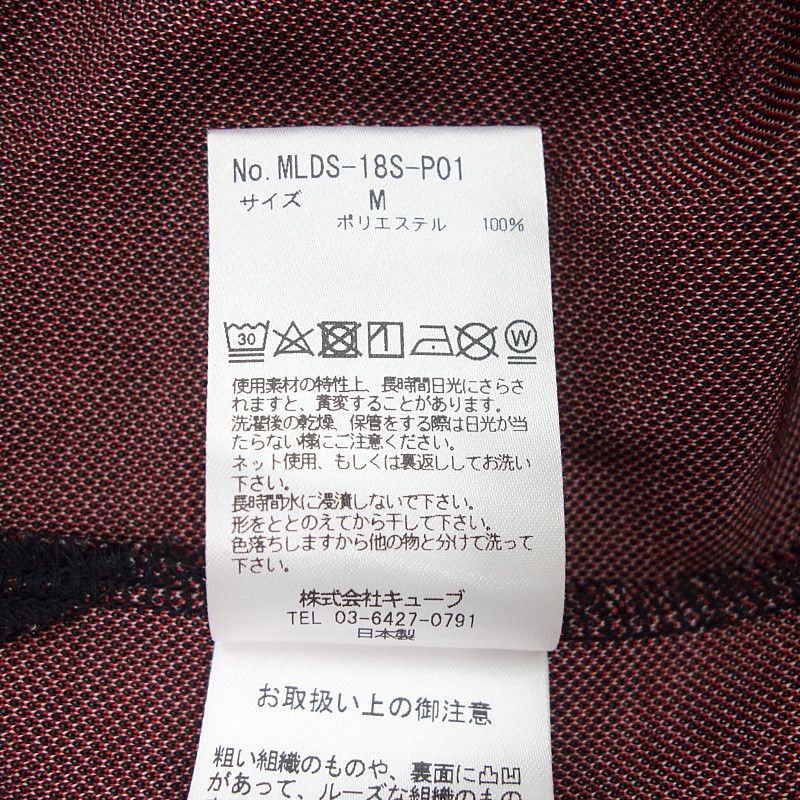 No. MLDS-18S-P01
サイズ M
ポリエステル 100%
30
W
使用素材の特性上、長時間日光にさらさ
れますと、黄変することがあります。
洗濯後の乾燥、保管をする際は日光が当
たらない様にご注意ください。
ネット使用、もしくは裏返ししてお洗い
下さい。
長時間水に浸漬しないで下さい。
形をととのえてから干して下さい。
色落ちしますから他の物と分けて洗って
下さい。
株式会社キューブ
TEL 03-6427-0791
日本製
お取扱い上の御注意
粗い組織のものや、裏面に凸凹
があって、ルーズな組織のもの